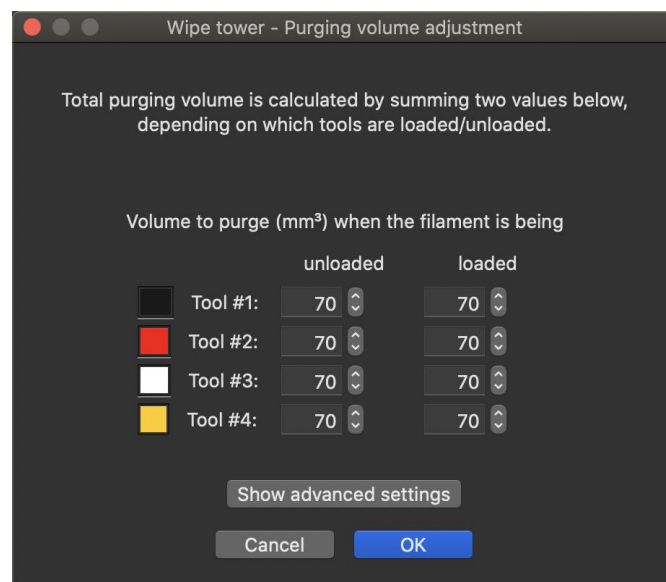 Wipe tower - Purging volume adjustment
Total purging volume is calculated by summing two values below,
depending on which tools are loaded/unloaded.
Volume to purge (mm³) when the filament is being
unloaded loaded
Tool #1: 70 70
Tool #2: 70 70
Tool #3: 70 70
Tool #4: 70 70
Show advanced settings
Cancel OK